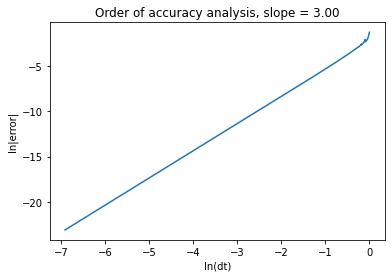 Order of accuracy analysis, slope = 3.00
ln|error|
−5
−10
−15
−20
−7 −6 −5 −4 −3 −2 −1 0
ln(dt)